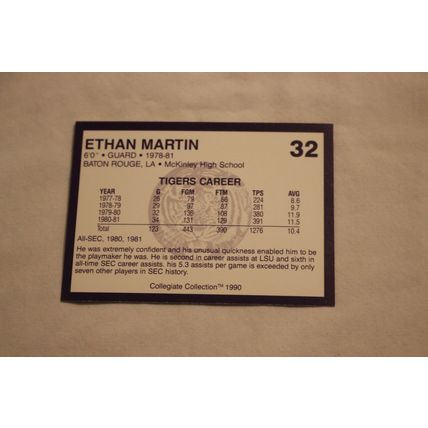 ETHAN MARTIN 32
6'0" • GUARD • 1978-81
BATON ROUGE, LA • McKinley High School
TIGERS CAREER
YEAR G FGM FTM TPS AVG
1977-78 26 79 66 224 8.6
1978-79 29 97 87 281 9.7
1979-80 32 136 108 380 11.9
1980-81 34 131 129 391 11.5
Total 123 443 390 1276 10.4
All-SEC, 1980, 1981
He was extremely confident and his unusual quickness enabled him to be
the playmaker he was. He is second in career assists at LSU and sixth in
all-time SEC career assists. his 5.3 assists per game is exceeded by only
seven other players in SEC history.
Collegiate Collection™ 1990